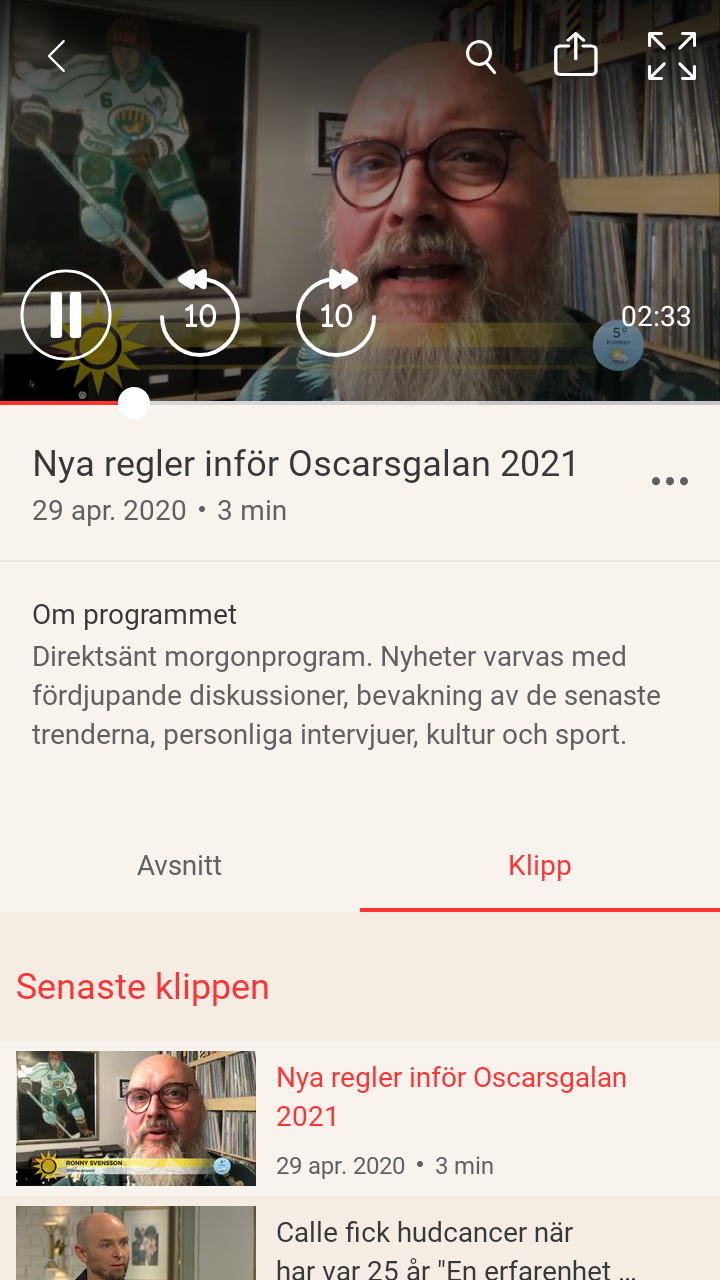 6
10
10
02:33
5°
Kalmar
Nya regler inför Oscarsgalan 2021
29 apr. 2020 • 3 min
Om programmet
Direktsänt morgonprogram. Nyheter varvas med
fördjupande diskussioner, bevakning av de senaste
trenderna, personliga intervjuer, kultur och sport.
Avsnitt
Klipp
Senaste klippen
RONNY SVENSSON
Nya regler inför Oscarsgalan
2021
29 apr. 2020 • 3 min
Calle fick hudcancer när
han var 25 år "En erfarenhet ...